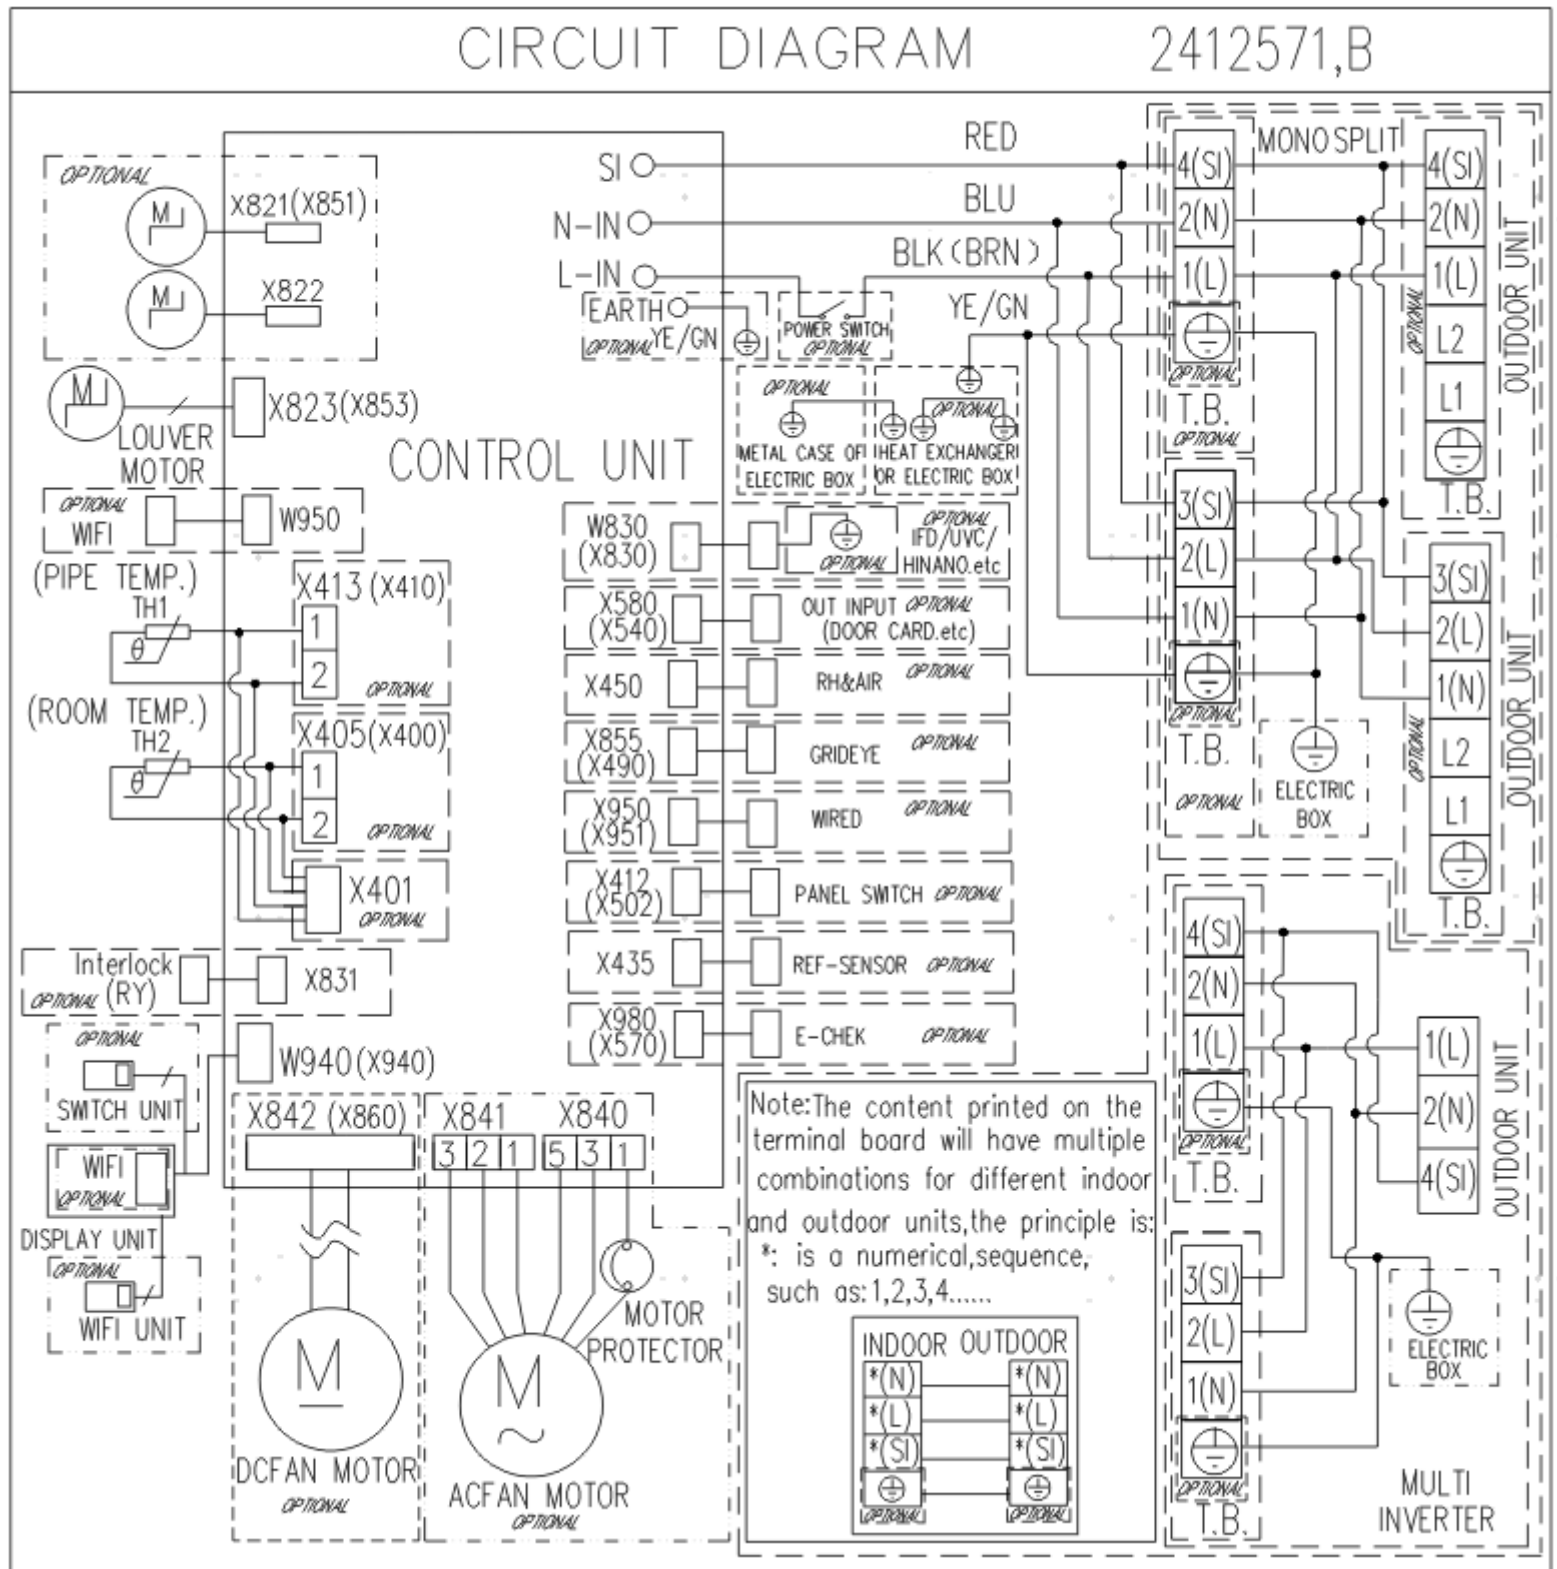 CIRCUIT DIAGRAM 2412571,B
OPTIONAL
M
X821(X851)
M
X822
M
X823(X853)
LOUVER
MOTOR
OPTIONAL
WIFI
W950
(PIPE TEMP.)
TH1
θ
X413 (X410)
1
2
OPTIONAL
(ROOM TEMP.)
TH2
θ
X405(X400)
1
2
OPTIONAL
X401
OPTIONAL
Interlock
OPTIONAL (RY)
X831
OPTIONAL
SWITCH UNIT
W940(X940)
WIFI
OPTIONAL
DISPLAY UNIT
OPTIONAL
WIFI UNIT
CONTROL UNIT
SI
RED
N-IN
BLU
L-IN
BLK(BRN)
EARTH
OPTIONAL YE/GN
POWER SWITCH
OPTIONAL
YE/GN
OPTIONAL
METAL CASE OF
ELECTRIC BOX
OPTIONAL
HEAT EXCHANGER
OR ELECTRIC BOX
W830
(X830)
OPTIONAL
OPTIONAL
IFD/UVC/
HINANO.etc
X580
(X540)
OUT INPUT OPTIONAL
(DOOR CARD.etc)
X450
RH&AIR OPTIONAL
X855
(X490)
GRIDEYE OPTIONAL
X950
(X951)
WIRED OPTIONAL
X412
(X502)
PANEL SWITCH OPTIONAL
X435
REF-SENSOR OPTIONAL
X980
(X570)
E-CHEK OPTIONAL
X842 (X860)
M
DCFAN MOTOR
OPTIONAL
X841 X840
3 2 1 5 3 1
MOTOR
PROTECTOR
M
~
ACFAN MOTOR
OPTIONAL
MONO SPLIT
4(SI)
2(N)
1(L)
OPTIONAL
T.B.
OPTIONAL
3(SI)
2(L)
1(N)
OPTIONAL
T.B.
OPTIONAL
ELECTRIC
BOX
4(SI)
2(N)
1(L)
L2
L1
T.B.
OPTIONAL
OUTDOOR UNIT
3(SI)
2(L)
1(N)
L2
L1
T.B.
OPTIONAL
OUTDOOR UNIT
4(SI)
2(N)
1(L)
OPTIONAL
T.B.
3(SI)
2(L)
1(N)
OPTIONAL
T.B.
1(L)
2(N)
4(SI)
OUTDOOR UNIT
ELECTRIC
BOX
MULTI
INVERTER
Note:The content printed on the
terminal board will have multiple
combinations for different indoor
and outdoor units,the principle is:
*: is a numerical,sequence,
such as:1,2,3,4......
INDOOR OUTDOOR
*(N) *(N)
*(L) *(L)
*(SI) *(SI)
OPTIONAL OPTIONAL